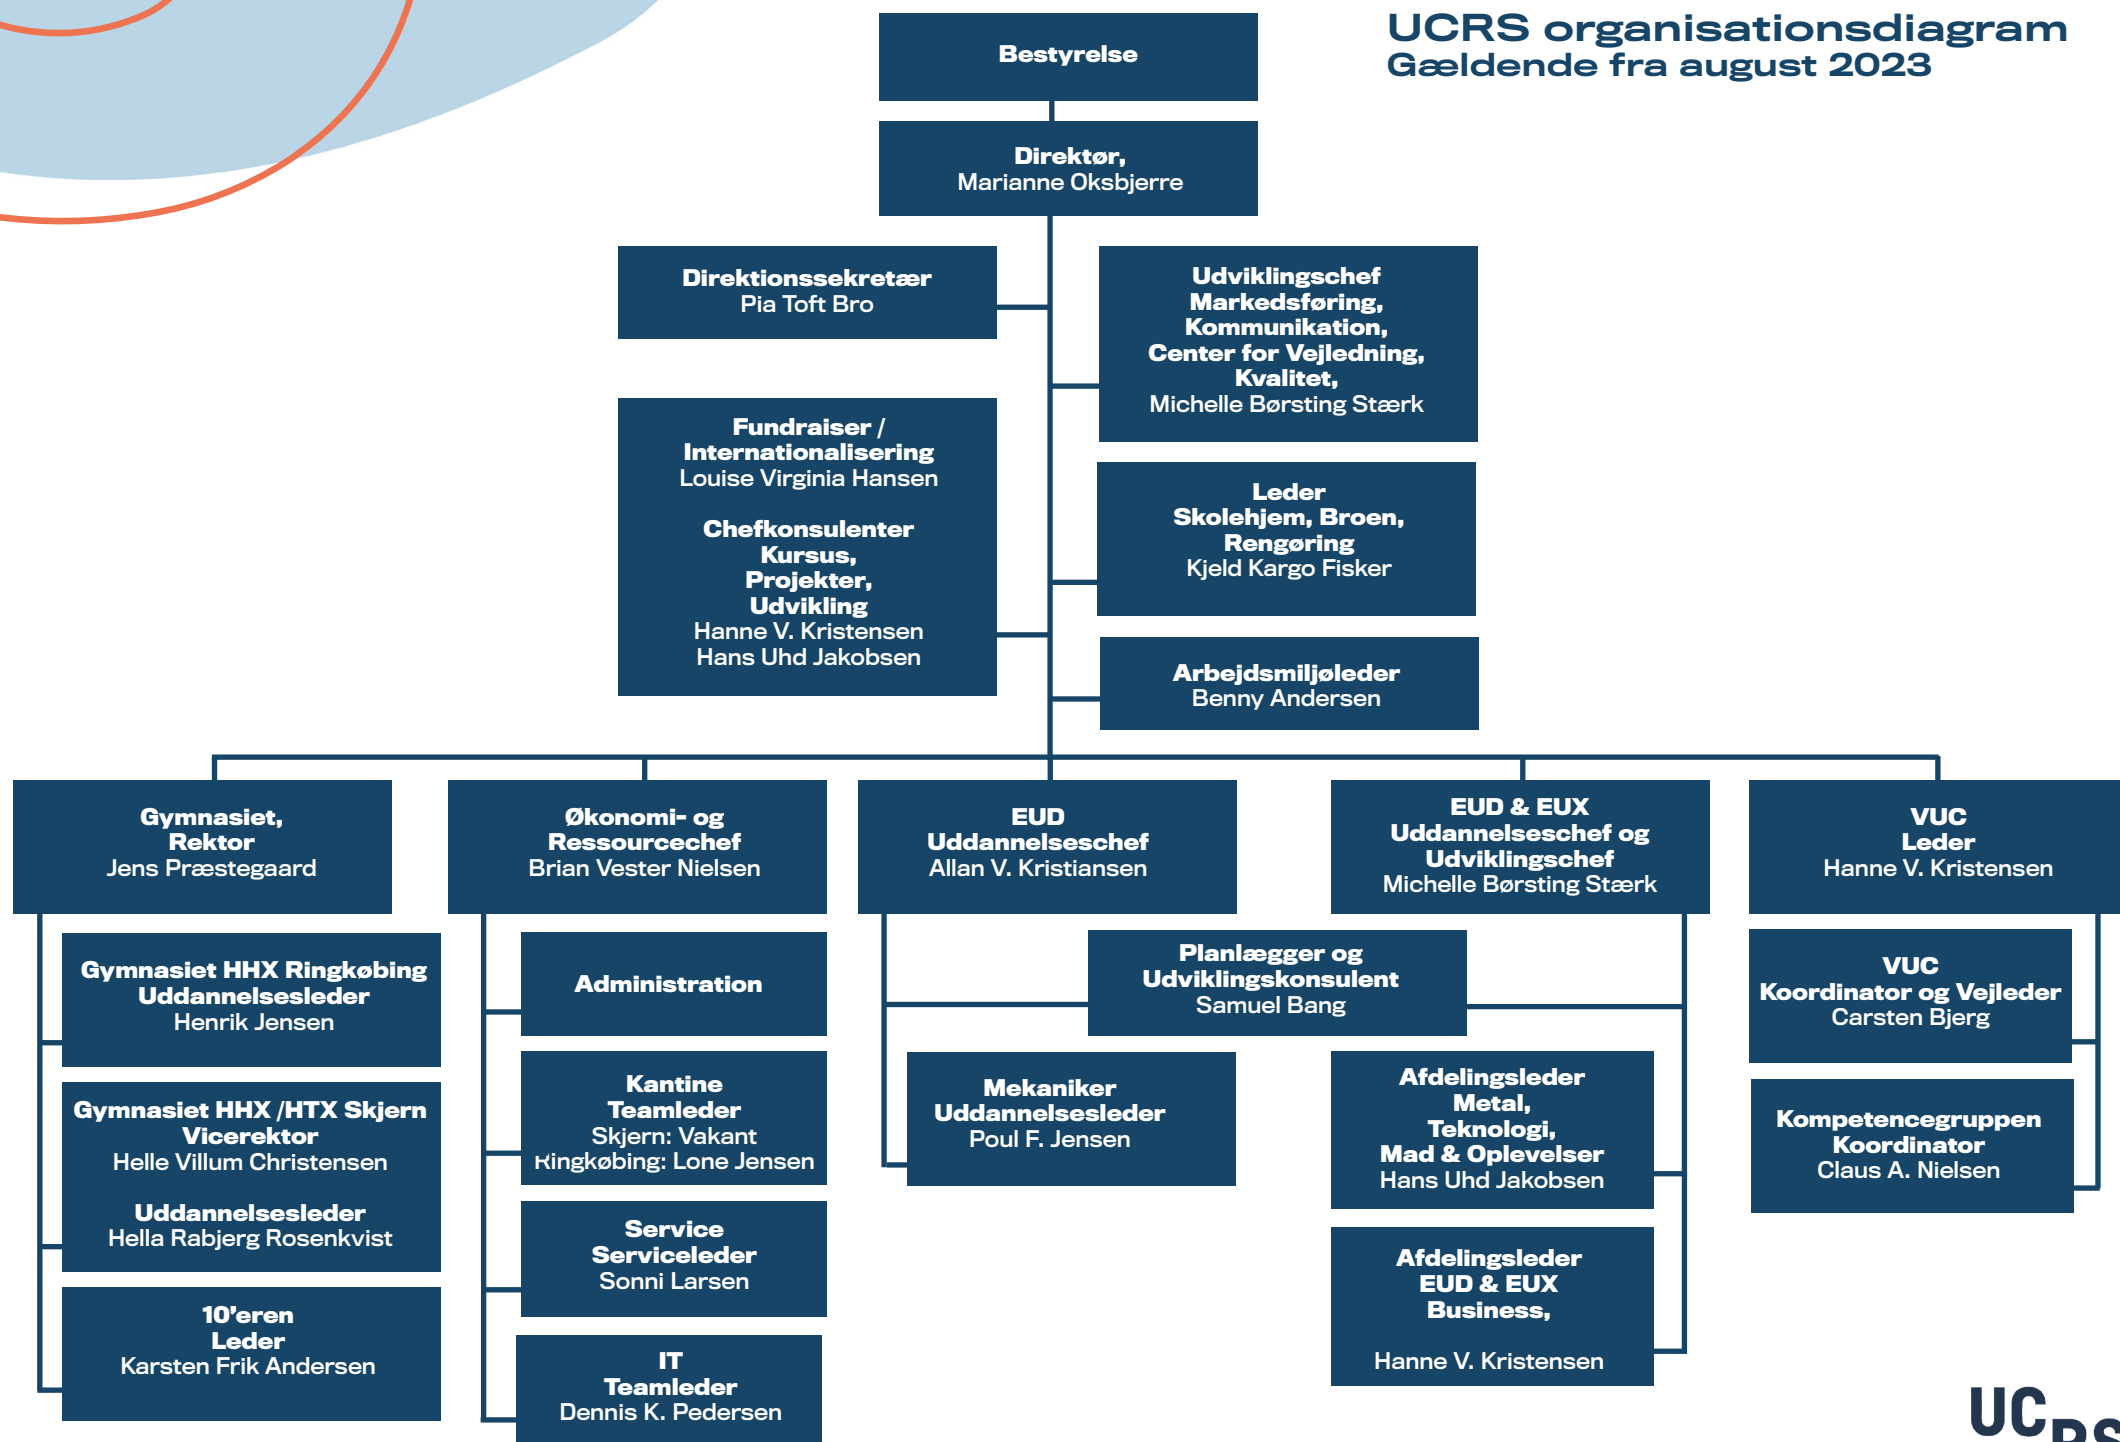 UCRS organisationsdiagram
Gældende fra august 2023
Bestyrelse
Direktør,
Marianne Oksbjerre
Direktionssekretær
Pia Toft Bro
Udviklingschef
Markedsføring,
Kommunikation,
Center for Vejledning,
Kvalitet,
Michelle Børsting Stærk
Fundraiser /
Internationalisering
Louise Virginia Hansen
Chefkonsulenter
Kursus,
Projekter,
Udvikling
Hanne V. Kristensen
Hans Uhd Jakobsen
Leder
Skolehjem, Broen,
Rengøring
Kjeld Kargo Fisker
Arbejdsmiljøleder
Benny Andersen
Gymnasiet,
Rektor
Jens Præstegaard
Økonomi- og
Ressourcechef
Brian Vester Nielsen
EUD
Uddannelseschef
Allan V. Kristiansen
EUD & EUX
Uddannelseschef og
Udviklingschef
Michelle Børsting Stærk
VUC
Leder
Hanne V. Kristensen
Gymnasiet HHX Ringkøbing
Uddannelsesleder
Henrik Jensen
Gymnasiet HHX /HTX Skjern
Vicerektor
Helle Villum Christensen
Uddannelsesleder
Hella Rabjerg Rosenkvist
10'eren
Leder
Karsten Frik Andersen
Administration
Kantine
Teamleder
Skjern: Vakant
Ringkøbing: Lone Jensen
Service
Serviceleder
Sonni Larsen
IT
Teamleder
Dennis K. Pedersen
Planlægger og
Udviklingskonsulent
Samuel Bang
Mekaniker
Uddannelsesleder
Poul F. Jensen
Afdelingsleder
Metal,
Teknologi,
Mad & Oplevelser
Hans Uhd Jakobsen
Afdelingsleder
EUD & EUX
Business,
Hanne V. Kristensen
VUC
Koordinator og Vejleder
Carsten Bjerg
Kompetencegruppen
Koordinator
Claus A. Nielsen
UC
RS